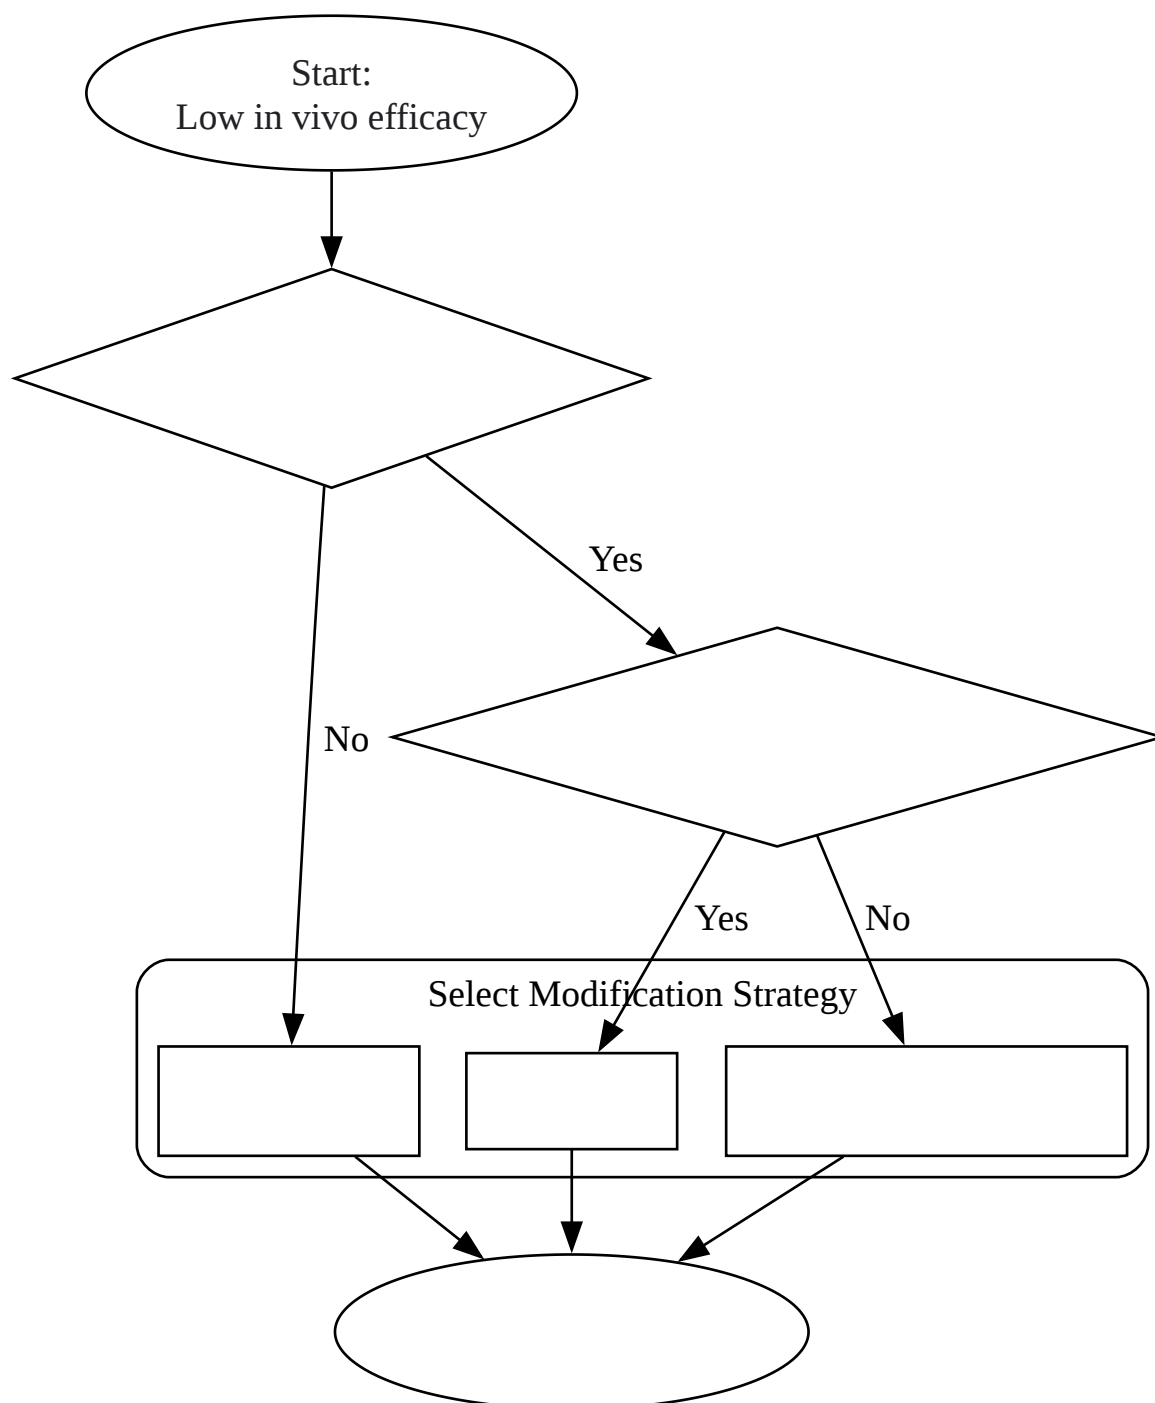 Start:
Low in vivo efficacy
Yes
No
Yes
No
Select Modification Strategy